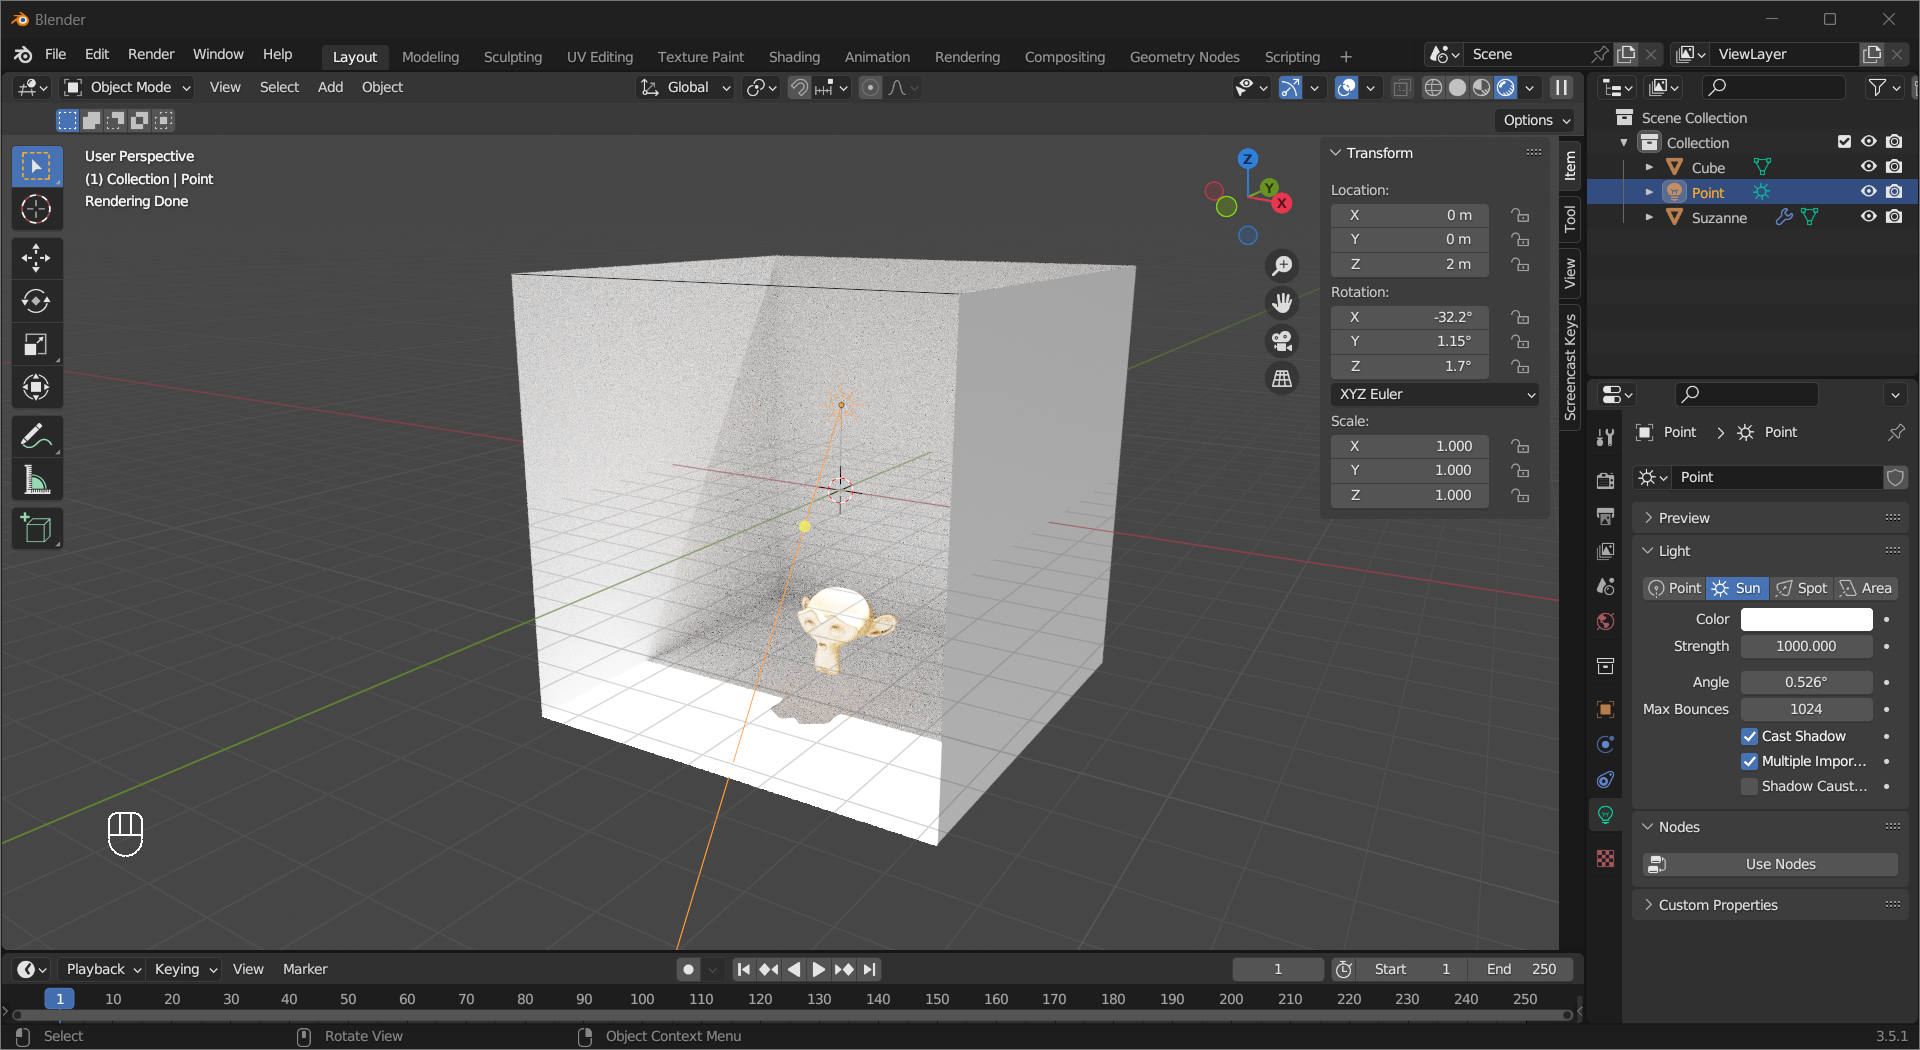 Blender
File Edit Render Window Help
Layout Modeling Sculpting UV Editing Texture Paint Shading Animation Rendering Compositing Geometry Nodes Scripting +
Scene
ViewLayer
Object Mode View Select Add Object
Global
Options
User Perspective
(1) Collection | Point
Rendering Done
Z
Y
X
Transform
Location:
X 0 m
Y 0 m
Z 2 m
Rotation:
X -32.2°
Y 1.15°
Z 1.7°
XYZ Euler
Scale:
X 1.000
Y 1.000
Z 1.000
Item
Tool
View
Screencast Keys
Scene Collection
Collection
Cube
Point
Suzanne
Point > Point
Point
Preview
Light
Point Sun Spot Area
Color
Strength 1000.000
Angle 0.526°
Max Bounces 1024
Cast Shadow
Multiple Impor...
Shadow Caust...
Nodes
Use Nodes
Custom Properties
Playback Keying View Marker
1
Start 1
End 250
1 10 20 30 40 50 60 70 80 90 100 110 120 130 140 150 160 170 180 190 200 210 220 230 240 250
Select
Rotate View
Object Context Menu
3.5.1